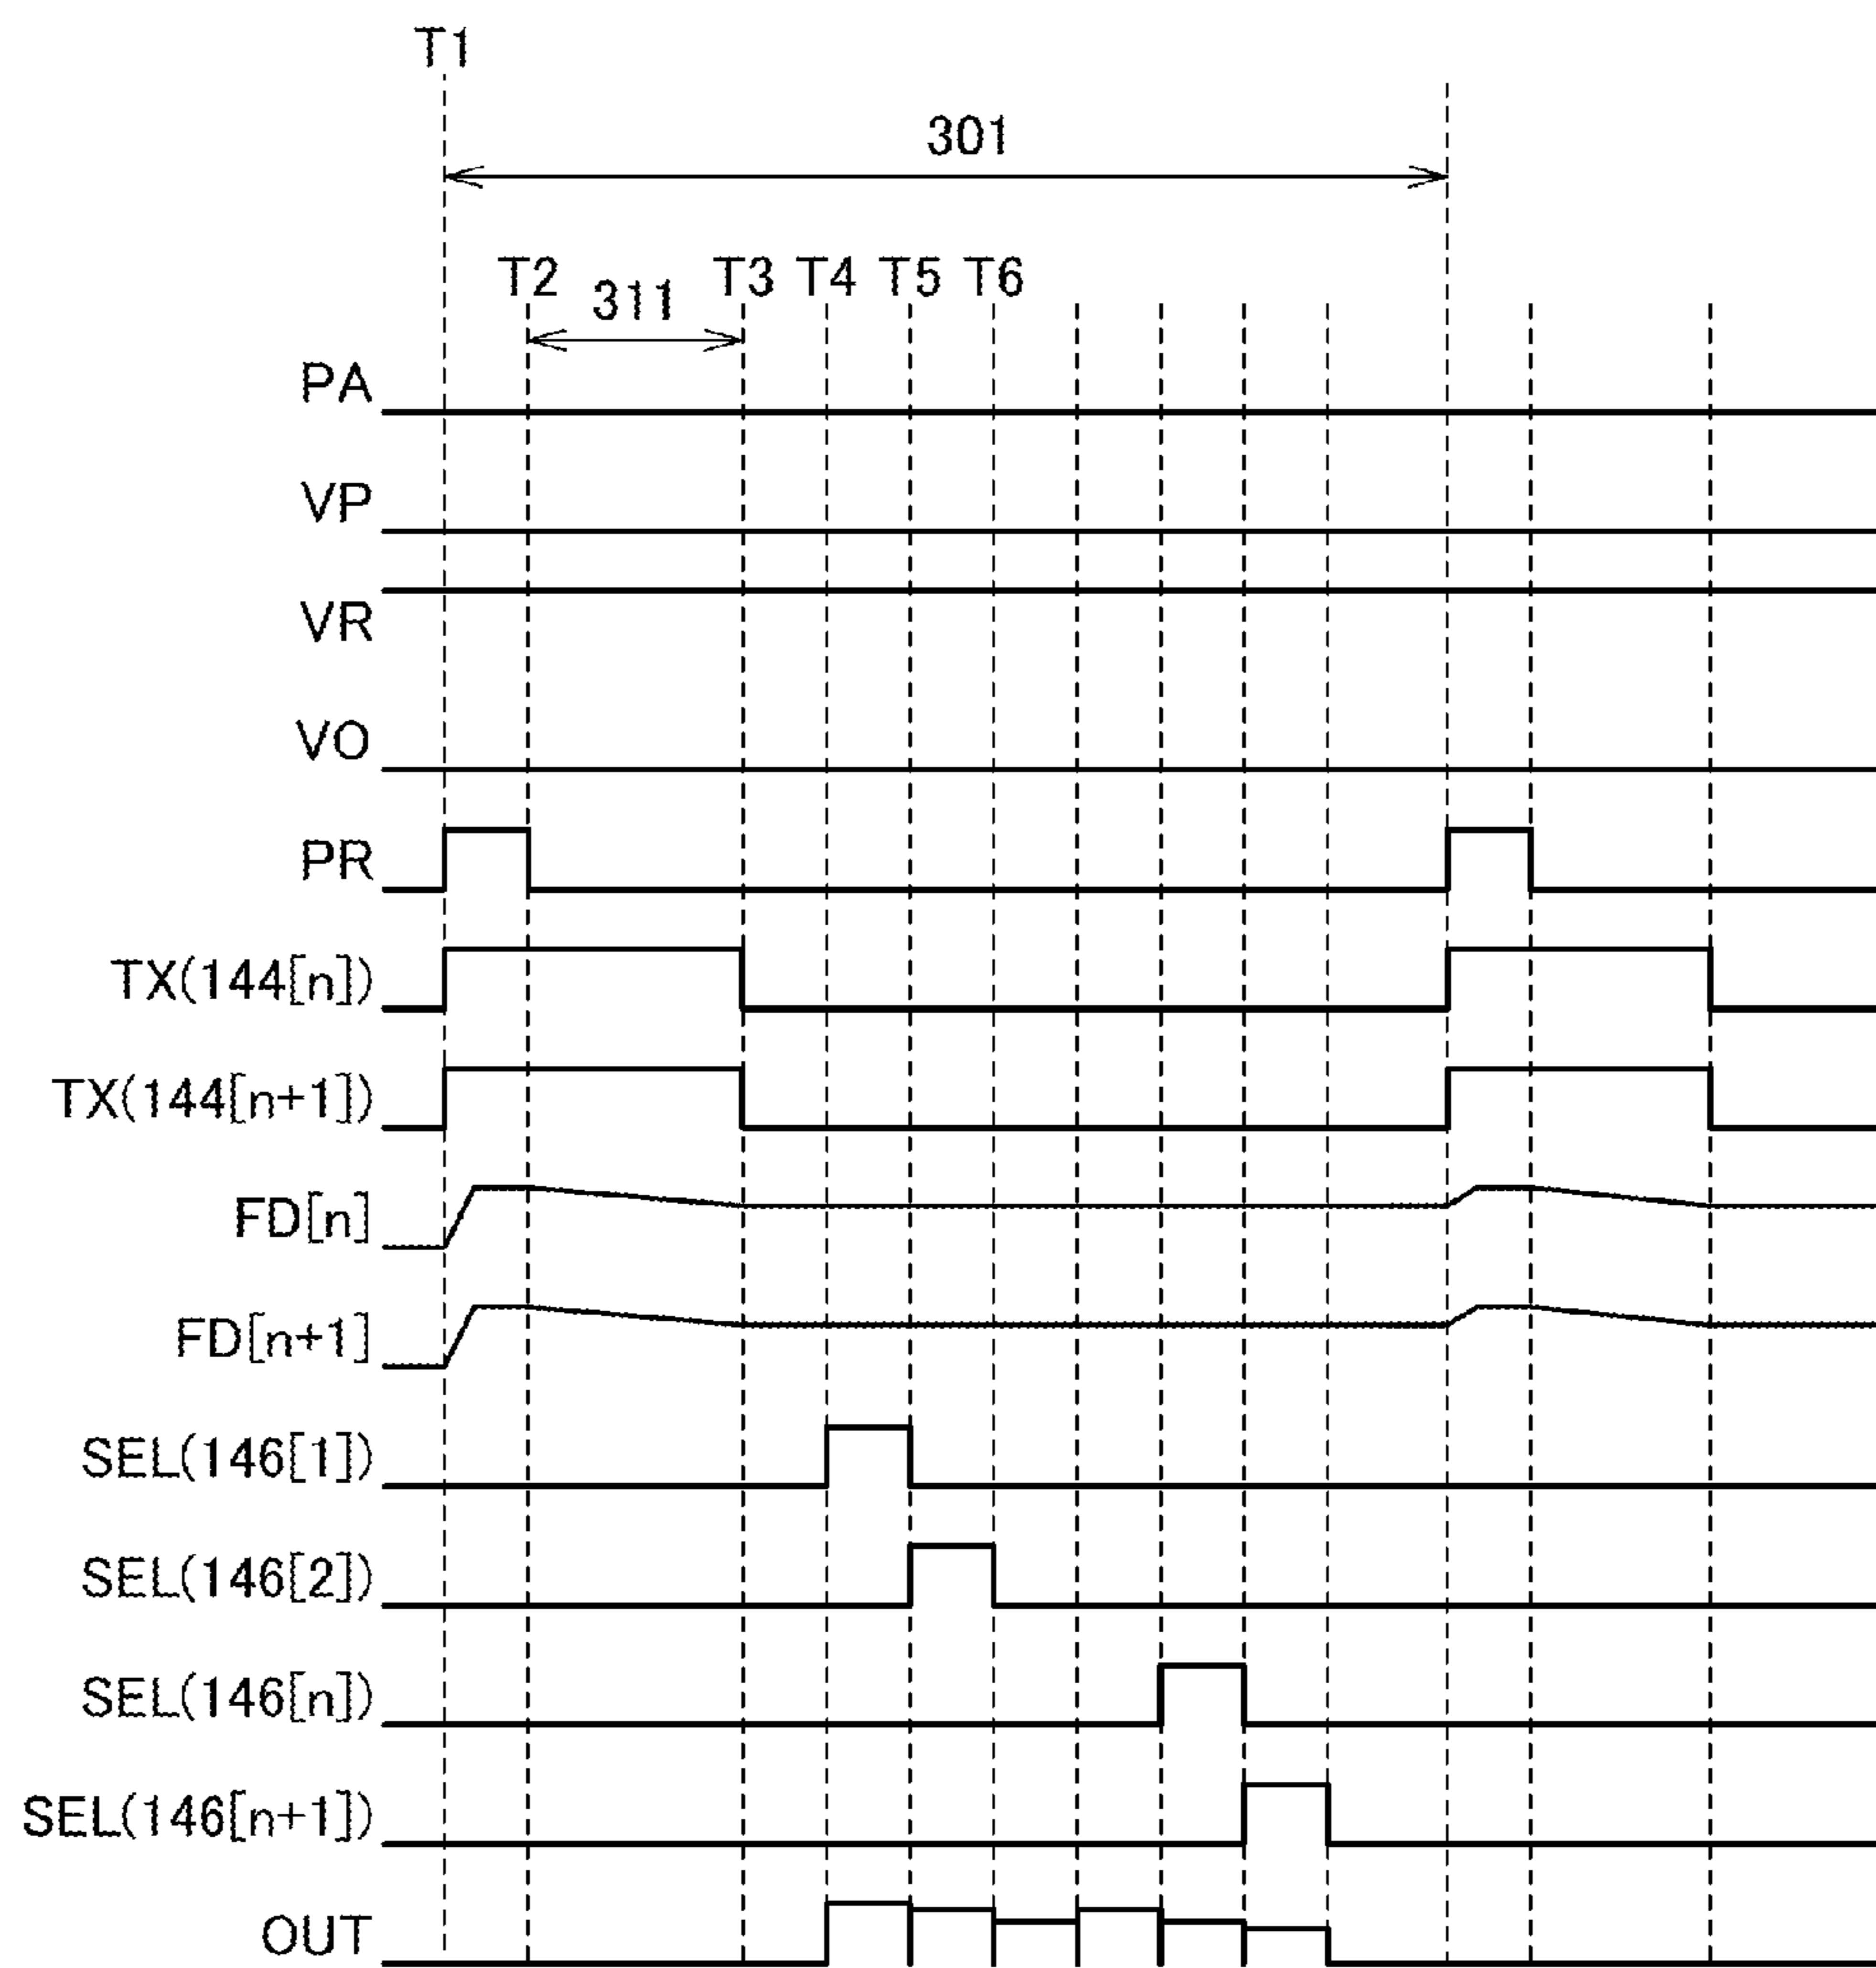 T1
301
T2 T3 T4 T5 T6
311
PA
VP
VR
VO
PR
TX(144[n])
TX(144[n+1])
FD[n]
FD[n+1]
SEL(146[1])
SEL(146[2])
SEL(146[n])
SEL(146[n+1])
OUT